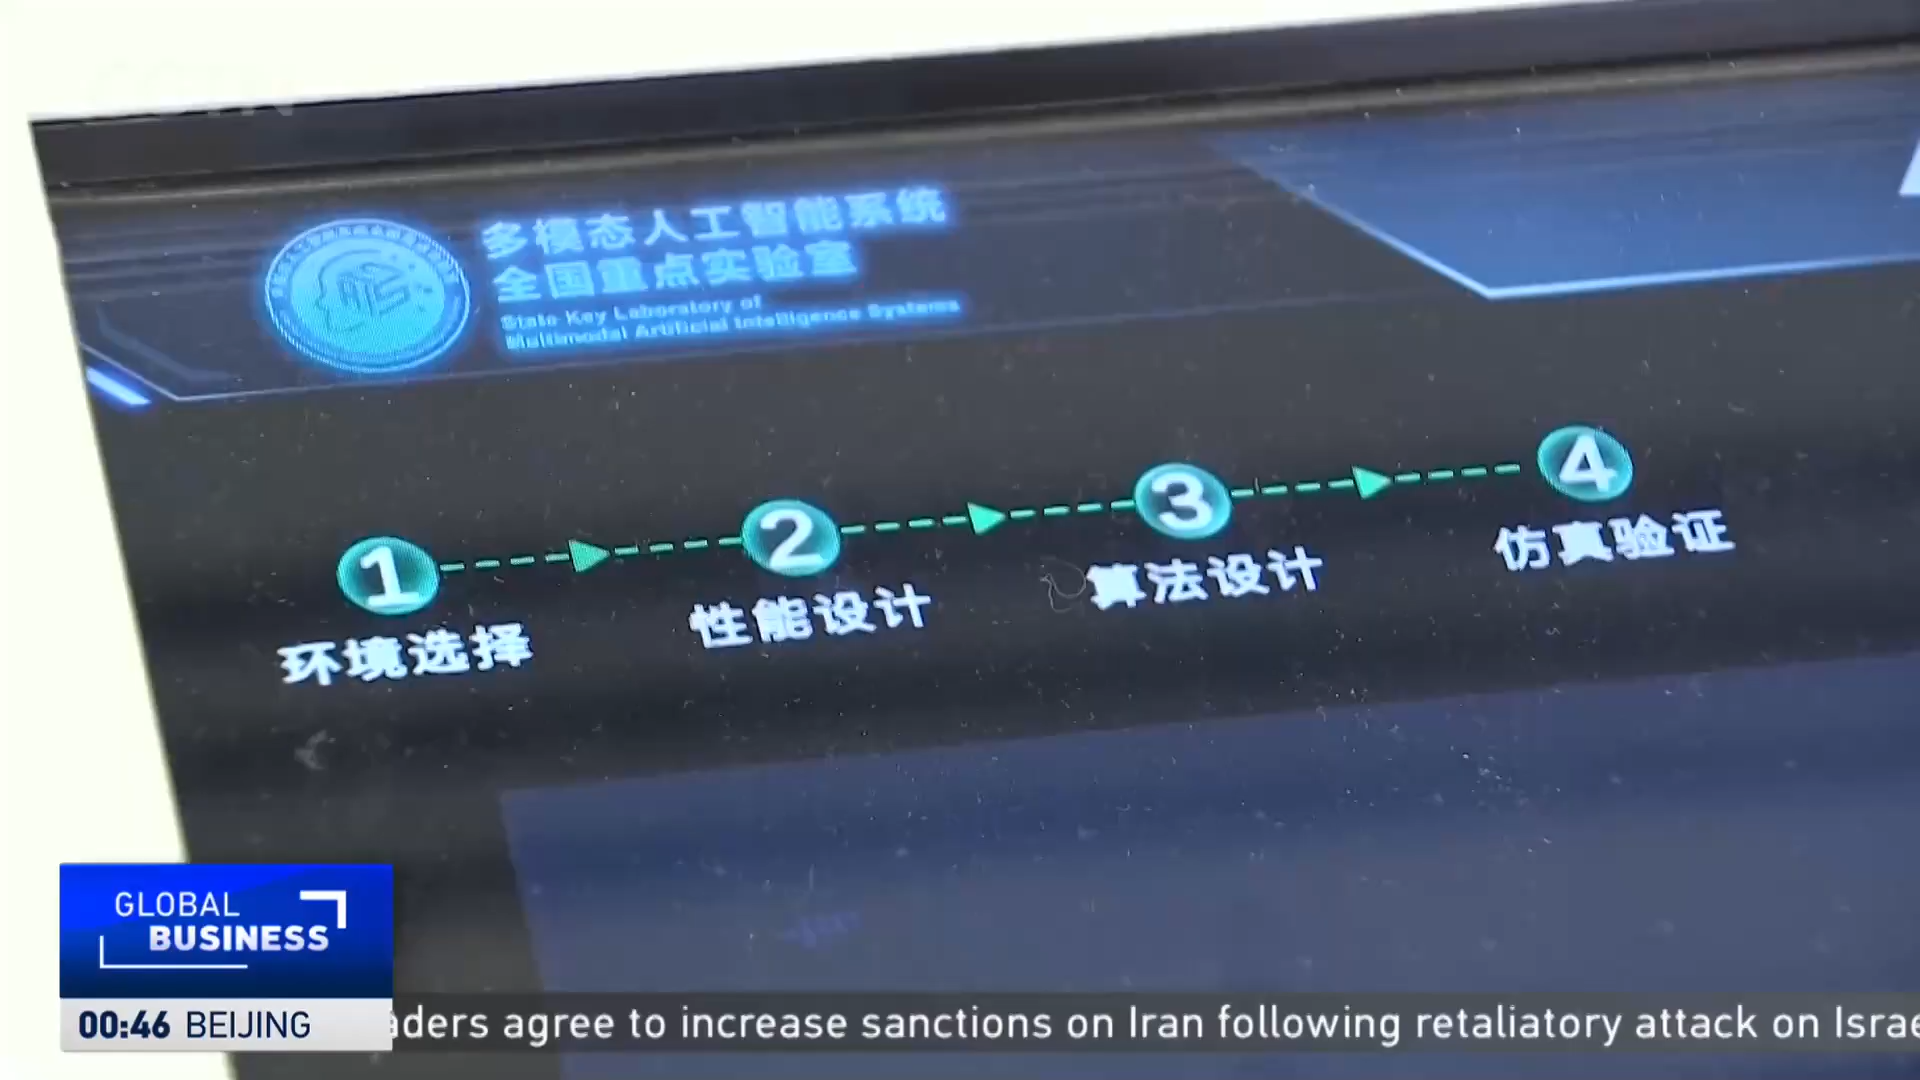 多模态人工智能系统
全国重点实验室
State Key Laboratory of
Multimodal Artificial Intelligence Systems
1
2
3
4
环境选择
性能设计
算法设计
仿真验证
GLOBAL
BUSINESS
00:46 BEIJING
aders agree to increase sanctions on Iran following retaliatory attack on Israe